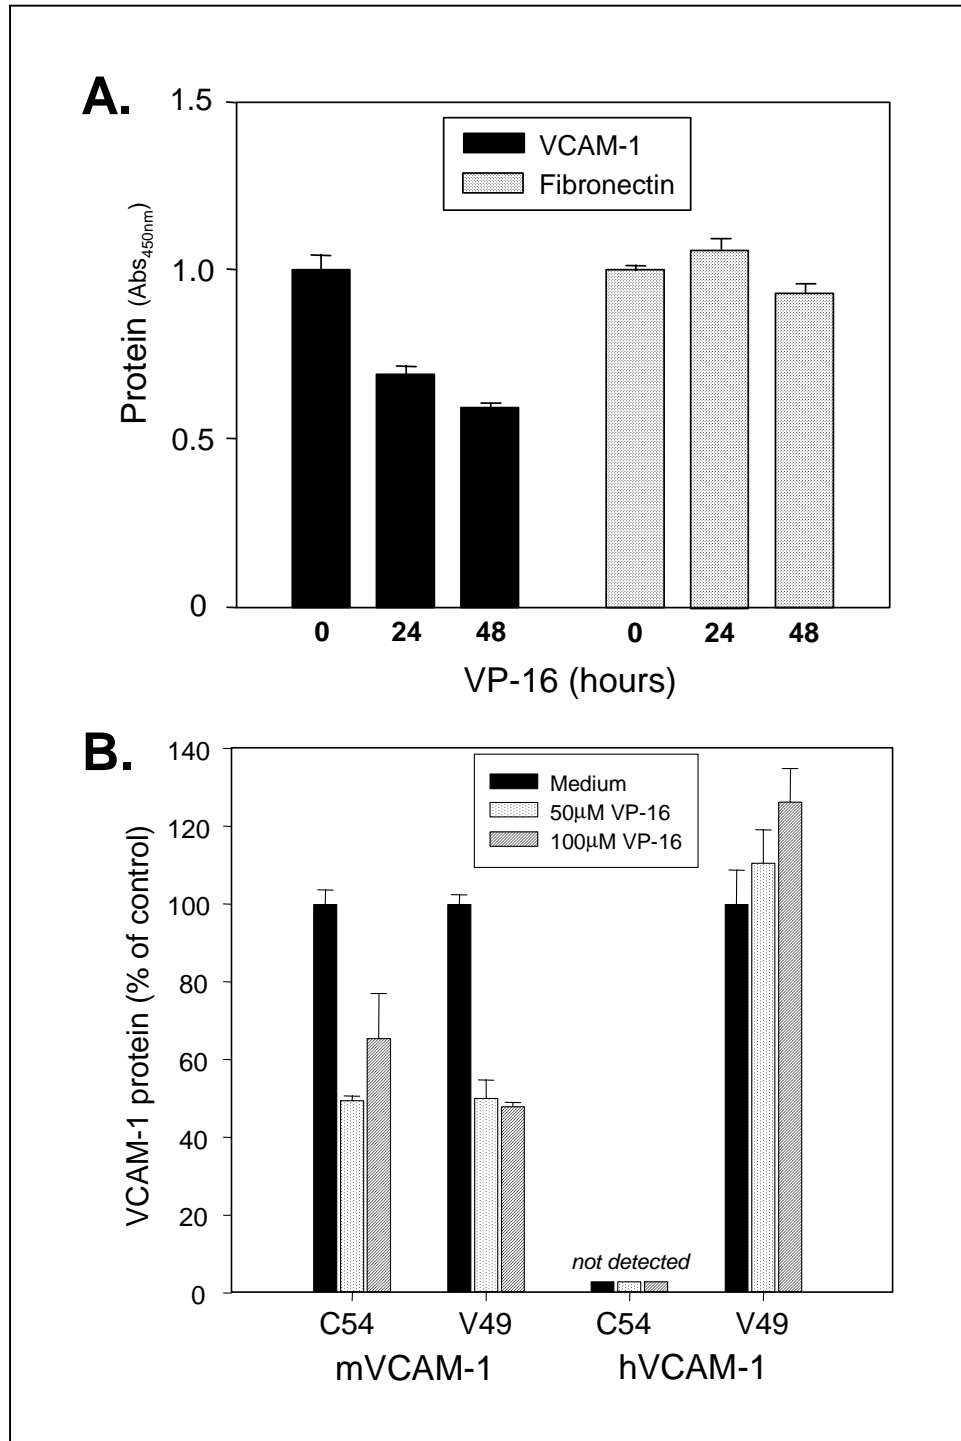 A.
1.5
1.0
0.5
0
Protein (Abs450nm)
VCAM-1
Fibronectin
0 24 48 0 24 48
VP-16 (hours)
B.
140
120
100
80
60
40
20
0
VCAM-1 protein (% of control)
Medium
50μM VP-16
100μM VP-16
not detected
C54 V49 C54 V49
mVCAM-1 hVCAM-1